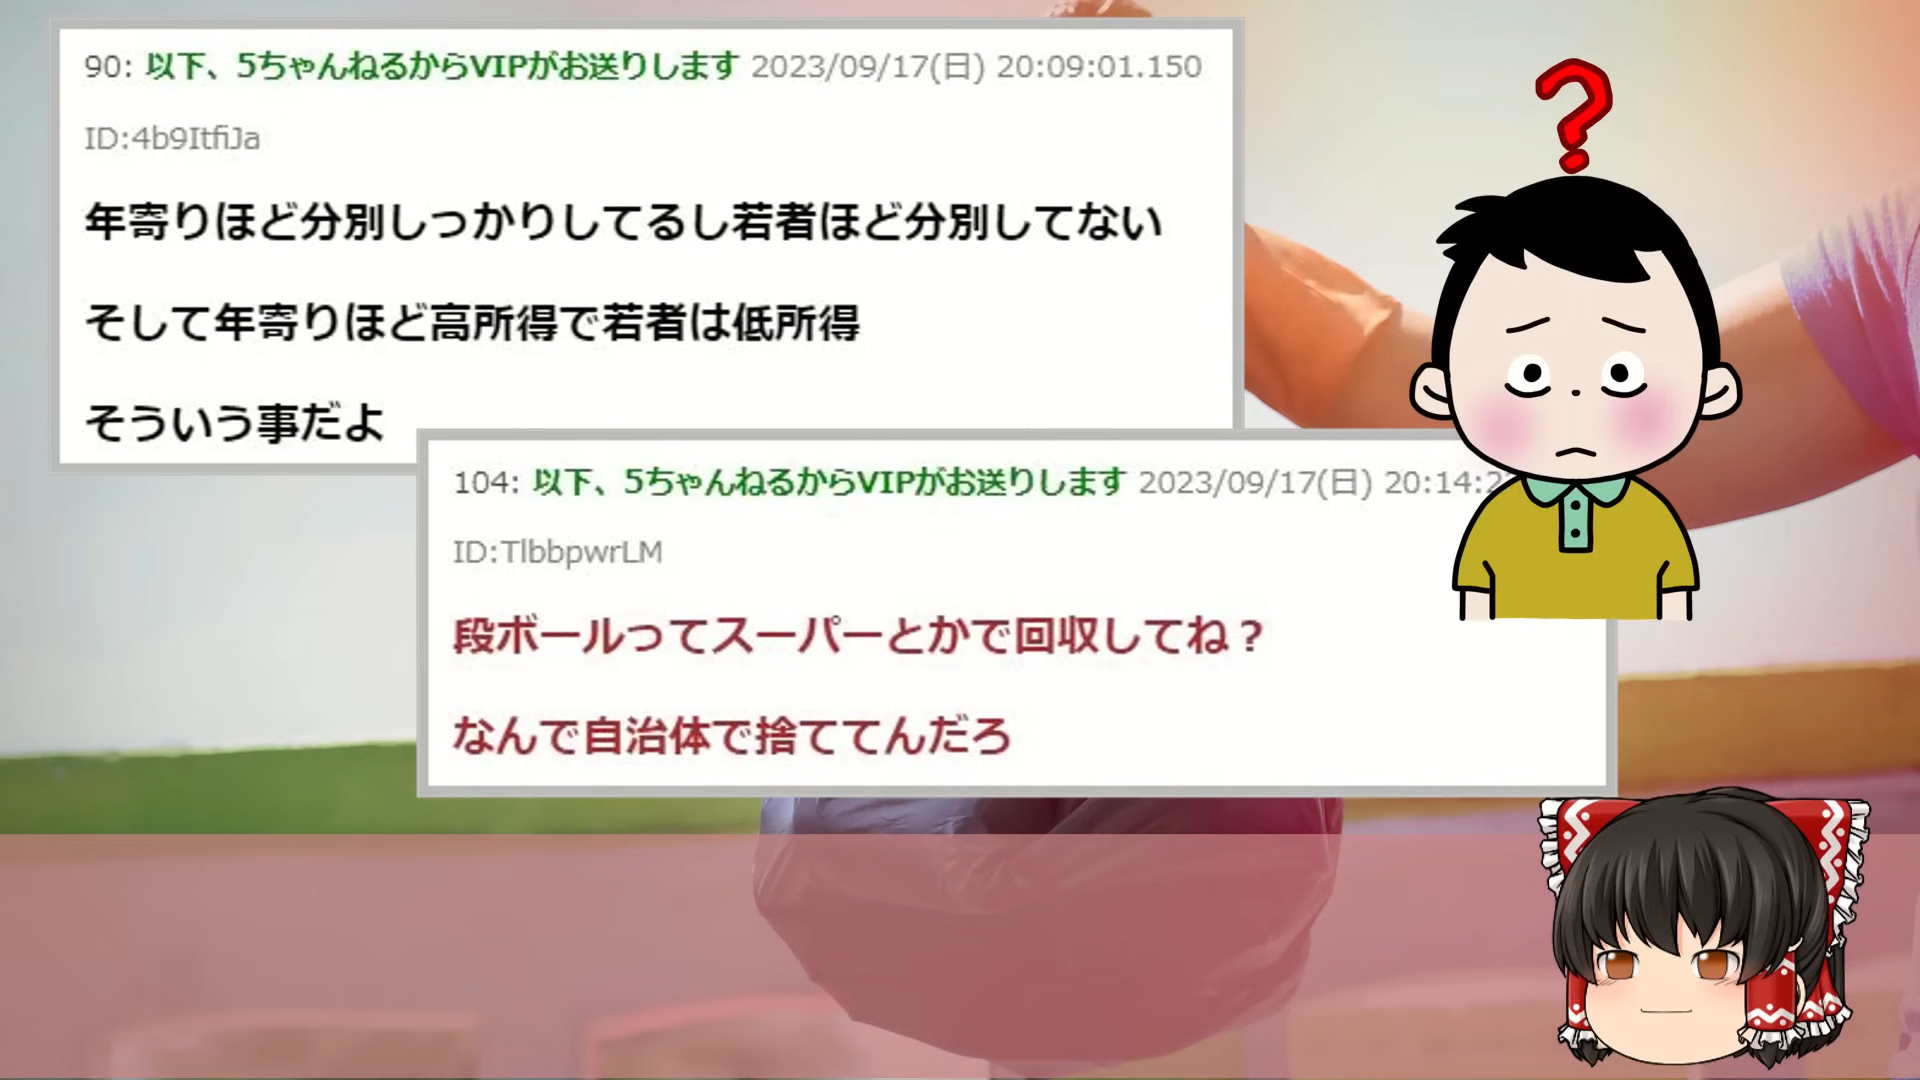 90: 以下、5ちゃんねるからVIPがお送りします 2023/09/17(日) 20:09:01.150
ID:4b9ItfiJa
年寄りほど分別しっかりしてるし若者ほど分別してない
そして年寄りほど高所得で若者は低所得
そういう事だよ
104: 以下、5ちゃんねるからVIPがお送りします 2023/09/17(日) 20:14:2
ID:TlbbpwrLM
段ボールってスーパーとかで回収してね？
なんで自治体で捨ててんだろ
?